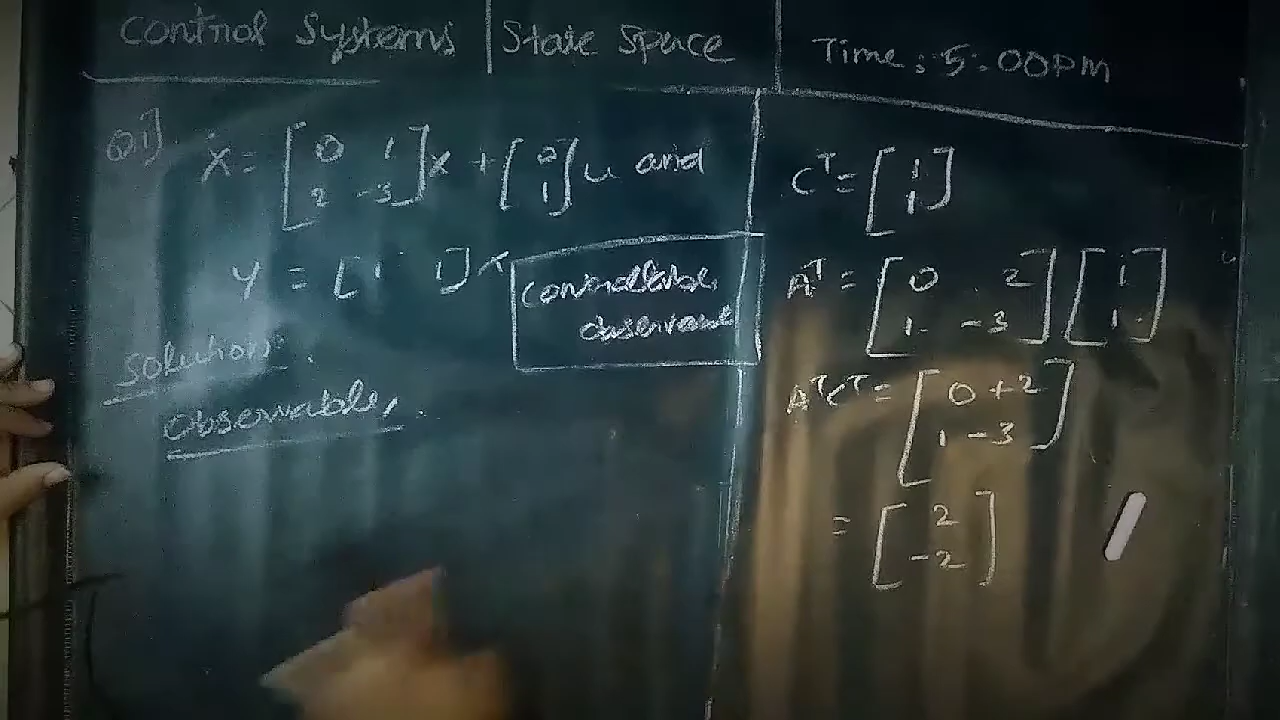 Control Systems | State Space | Time: 5:00PM
Q1) Ẋ = [0 1; 2 -3] X + [0; 1] u and
Y = [1 1] x
controllable
observable
Solution:
observable,
Cᵀ = [1; 1]
Aᵀ = [0 2; 1 -3] [1; 1]
AᵀCᵀ = [0+2; 1-3]
= [2; -2]